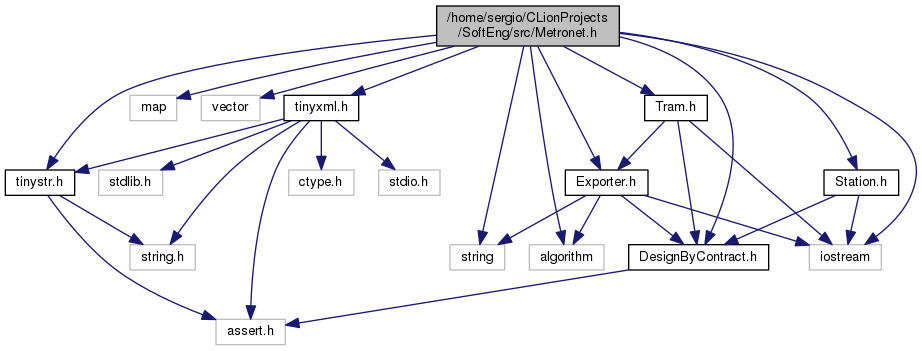 /home/sergio/CLionProjects
/SoftEng/src/Metronet.h
map
vector
tinyxml.h
Tram.h
tinystr.h
stdlib.h
ctype.h
stdio.h
Exporter.h
Station.h
string.h
string
algorithm
DesignByContract.h
iostream
assert.h